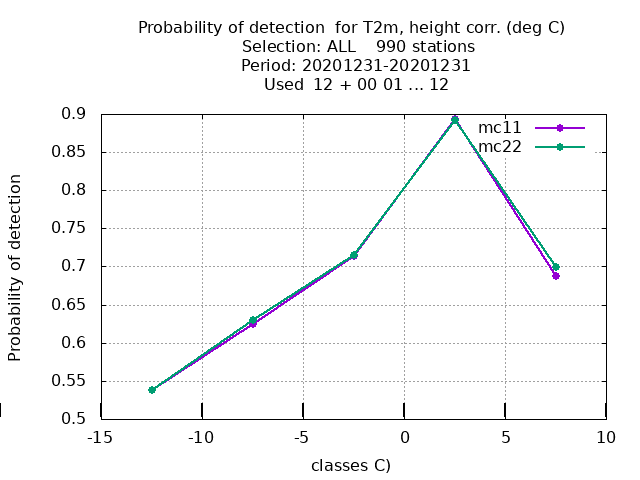 Probability of detection  for T2m, height corr. (deg C)
Selection: ALL    990 stations
Period: 20201231-20201231
Used  12 + 00 01 ... 12
0.9
0.85
0.8
0.75
0.7
0.65
0.6
0.55
0.5
Probability of detection
mc11
mc22
-15 -10 -5 0 5 10
classes C)